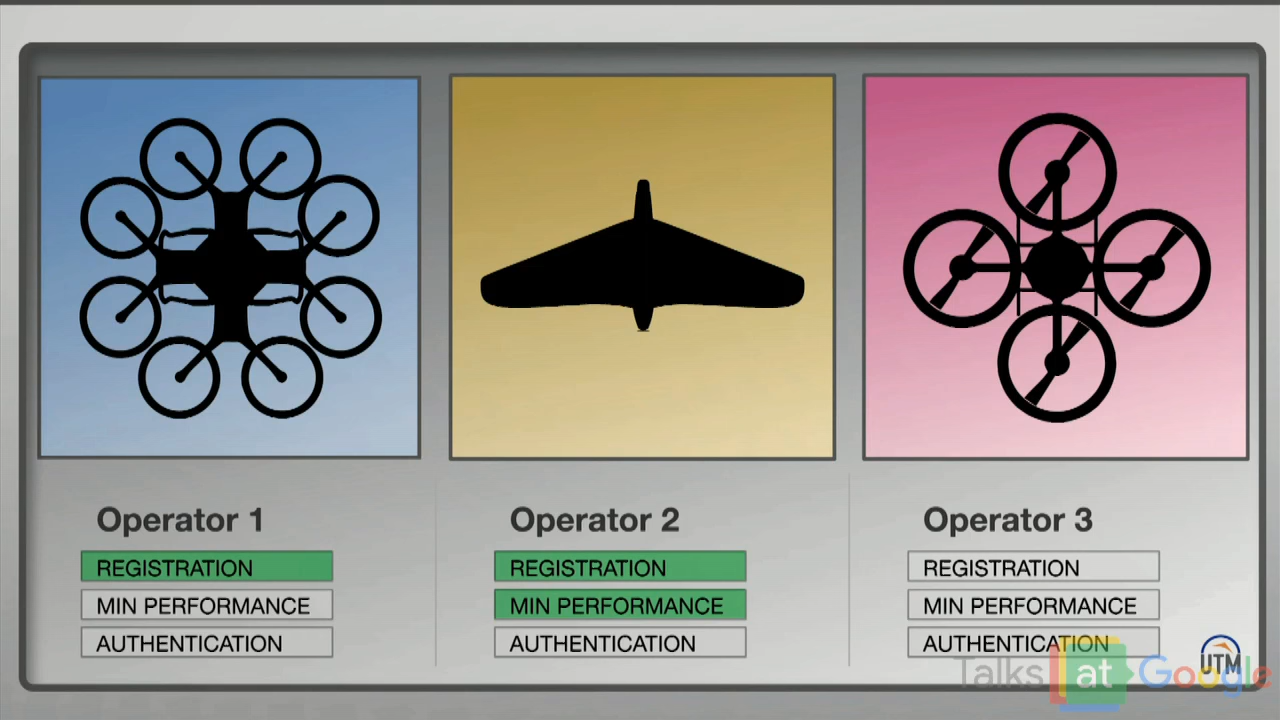 Operator 1
REGISTRATION
MIN PERFORMANCE
AUTHENTICATION
Operator 2
REGISTRATION
MIN PERFORMANCE
AUTHENTICATION
Operator 3
REGISTRATION
MIN PERFORMANCE
AUTHENTICATION
UTM
Talks at Google